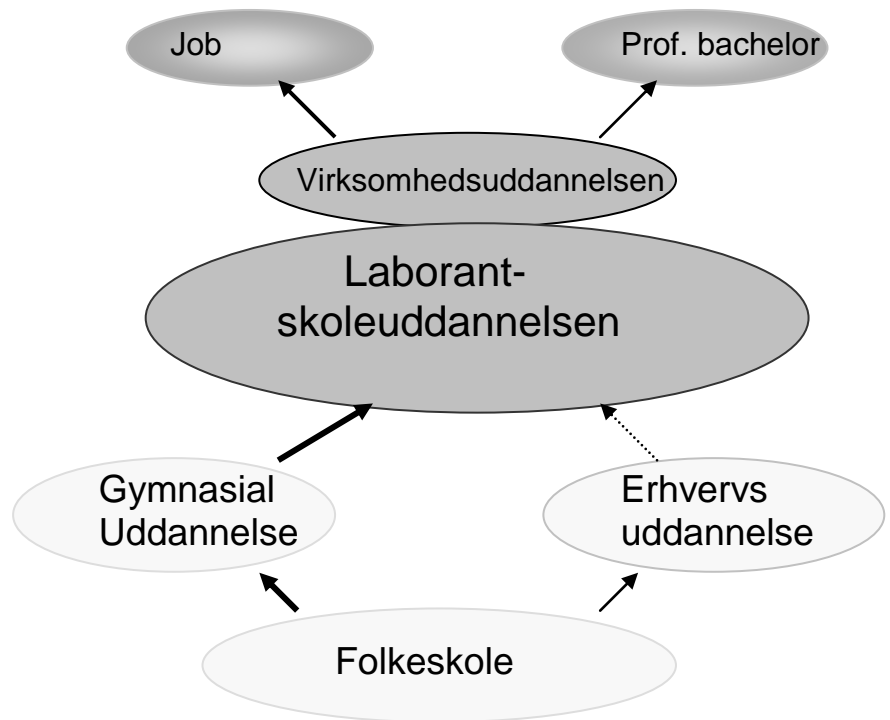 Job
Prof. bachelor
Virksomhedsuddannelsen
Laborant-
skoleuddannelsen
Gymnasial
Uddannelse
Erhvervs
uddannelse
Folkeskole